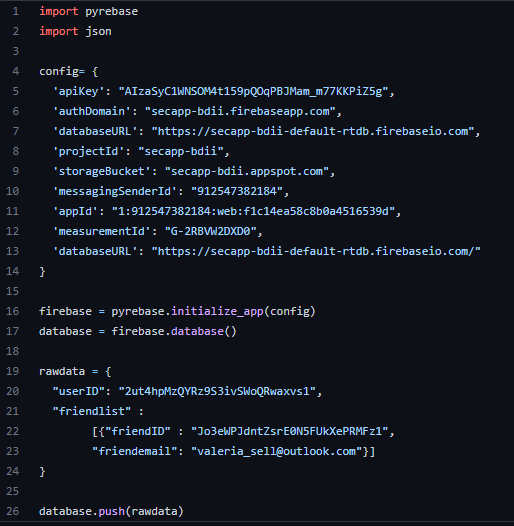 1 import pyrebase
2 import json
3
4 config= {
5   'apiKey': "AIzaSyC1WNSOM4t159pQOqPBJMam_m77KKPiZ5g",
6   'authDomain': "secapp-bdii.firebaseapp.com",
7   'databaseURL': "https://secapp-bdii-default-rtdb.firebaseio.com",
8   'projectId': "secapp-bdii",
9   'storageBucket': "secapp-bdii.appspot.com",
10   'messagingSenderId': "912547382184",
11   'appId': "1:912547382184:web:f1c14ea58c8b0a4516539d",
12   'measurementId': "G-2RBVW2DXD0",
13   'databaseURL': "https://secapp-bdii-default-rtdb.firebaseio.com/"
14 }
15
16 firebase = pyrebase.initialize_app(config)
17 database = firebase.database()
18
19 rawdata = {
20   "userID": "2ut4hpMzQYRz9S3ivSWoQRwaxvs1",
21   "friendlist" :
22         [{"friendID" : "Jo3eWPJdntZsrE0N5FUkXePRMFz1",
23         "friendemail": "valeria_sell@outlook.com"}]
24 }
25
26 database.push(rawdata)